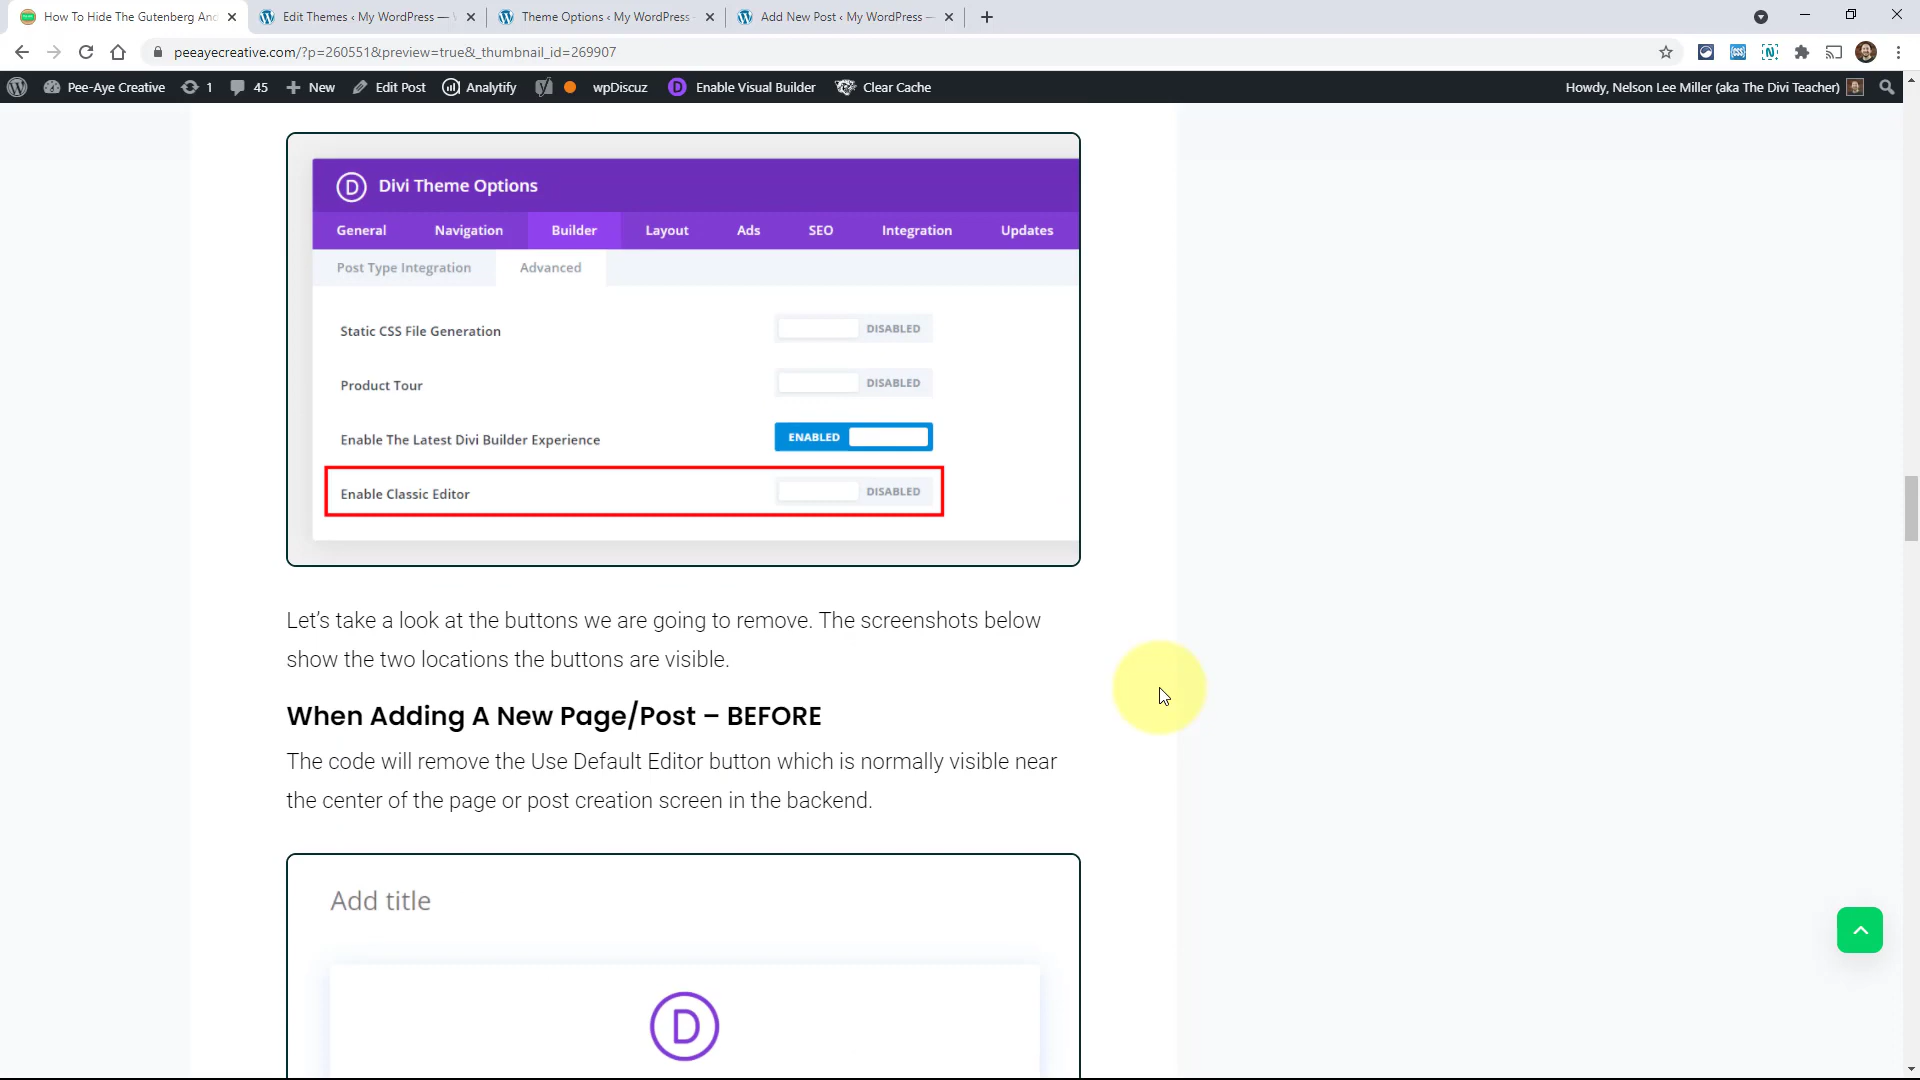 How To Hide The Gutenberg And
Edit Themes ‹ My WordPress —
Theme Options ‹ My WordPress
Add New Post ‹ My WordPress —
peeayecreative.com/?p=260551&preview=true&_thumbnail_id=269907
Pee-Aye Creative
1
45
New
Edit Post
Analytify
wpDiscuz
Enable Visual Builder
Clear Cache
Howdy, Nelson Lee Miller (aka The Divi Teacher)
D Divi Theme Options
General Navigation Builder Layout Ads SEO Integration Updates
Post Type Integration Advanced
Static CSS File Generation DISABLED
Product Tour DISABLED
Enable The Latest Divi Builder Experience ENABLED
Enable Classic Editor DISABLED
Let's take a look at the buttons we are going to remove. The screenshots below
show the two locations the buttons are visible.
When Adding A New Page/Post – BEFORE
The code will remove the Use Default Editor button which is normally visible near
the center of the page or post creation screen in the backend.
Add title
D